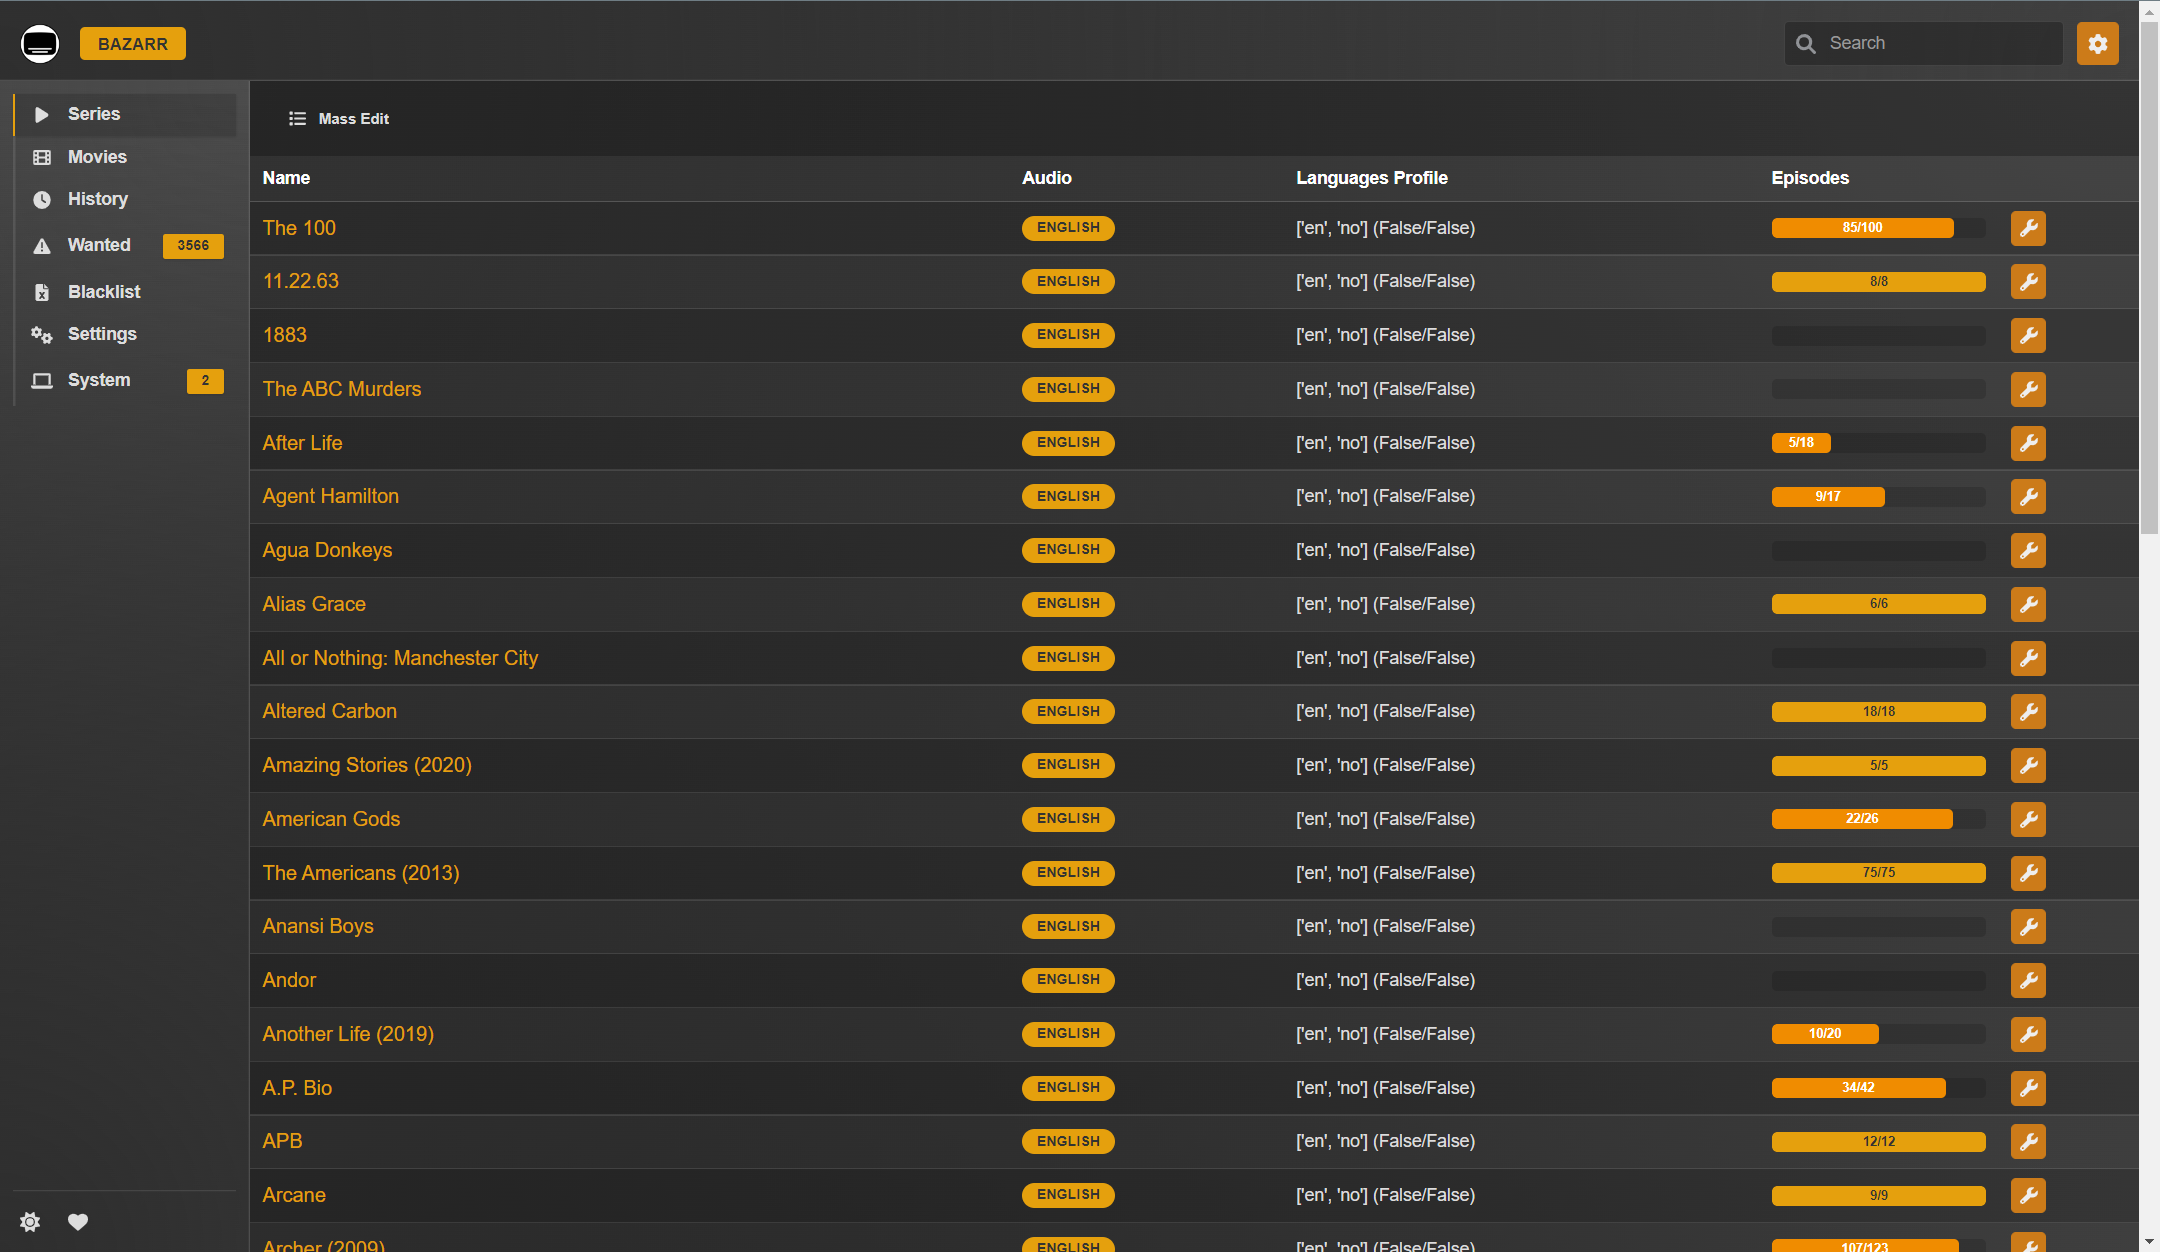 BAZARR
Search
Series
Movies
History
Wanted 3566
Blacklist
Settings
System 2
Mass Edit
Name Audio Languages Profile Episodes
The 100 ENGLISH ['en', 'no'] (False/False) 85/100
11.22.63 ENGLISH ['en', 'no'] (False/False) 8/8
1883 ENGLISH ['en', 'no'] (False/False)
The ABC Murders ENGLISH ['en', 'no'] (False/False)
After Life ENGLISH ['en', 'no'] (False/False) 5/18
Agent Hamilton ENGLISH ['en', 'no'] (False/False) 9/17
Agua Donkeys ENGLISH ['en', 'no'] (False/False)
Alias Grace ENGLISH ['en', 'no'] (False/False) 6/6
All or Nothing: Manchester City ENGLISH ['en', 'no'] (False/False)
Altered Carbon ENGLISH ['en', 'no'] (False/False) 18/18
Amazing Stories (2020) ENGLISH ['en', 'no'] (False/False) 5/5
American Gods ENGLISH ['en', 'no'] (False/False) 22/26
The Americans (2013) ENGLISH ['en', 'no'] (False/False) 75/75
Anansi Boys ENGLISH ['en', 'no'] (False/False)
Andor ENGLISH ['en', 'no'] (False/False)
Another Life (2019) ENGLISH ['en', 'no'] (False/False) 10/20
A.P. Bio ENGLISH ['en', 'no'] (False/False) 34/42
APB ENGLISH ['en', 'no'] (False/False) 12/12
Arcane ENGLISH ['en', 'no'] (False/False) 9/9
Archer (2009) ENGLISH ['en', 'no'] (False/False) 107/123